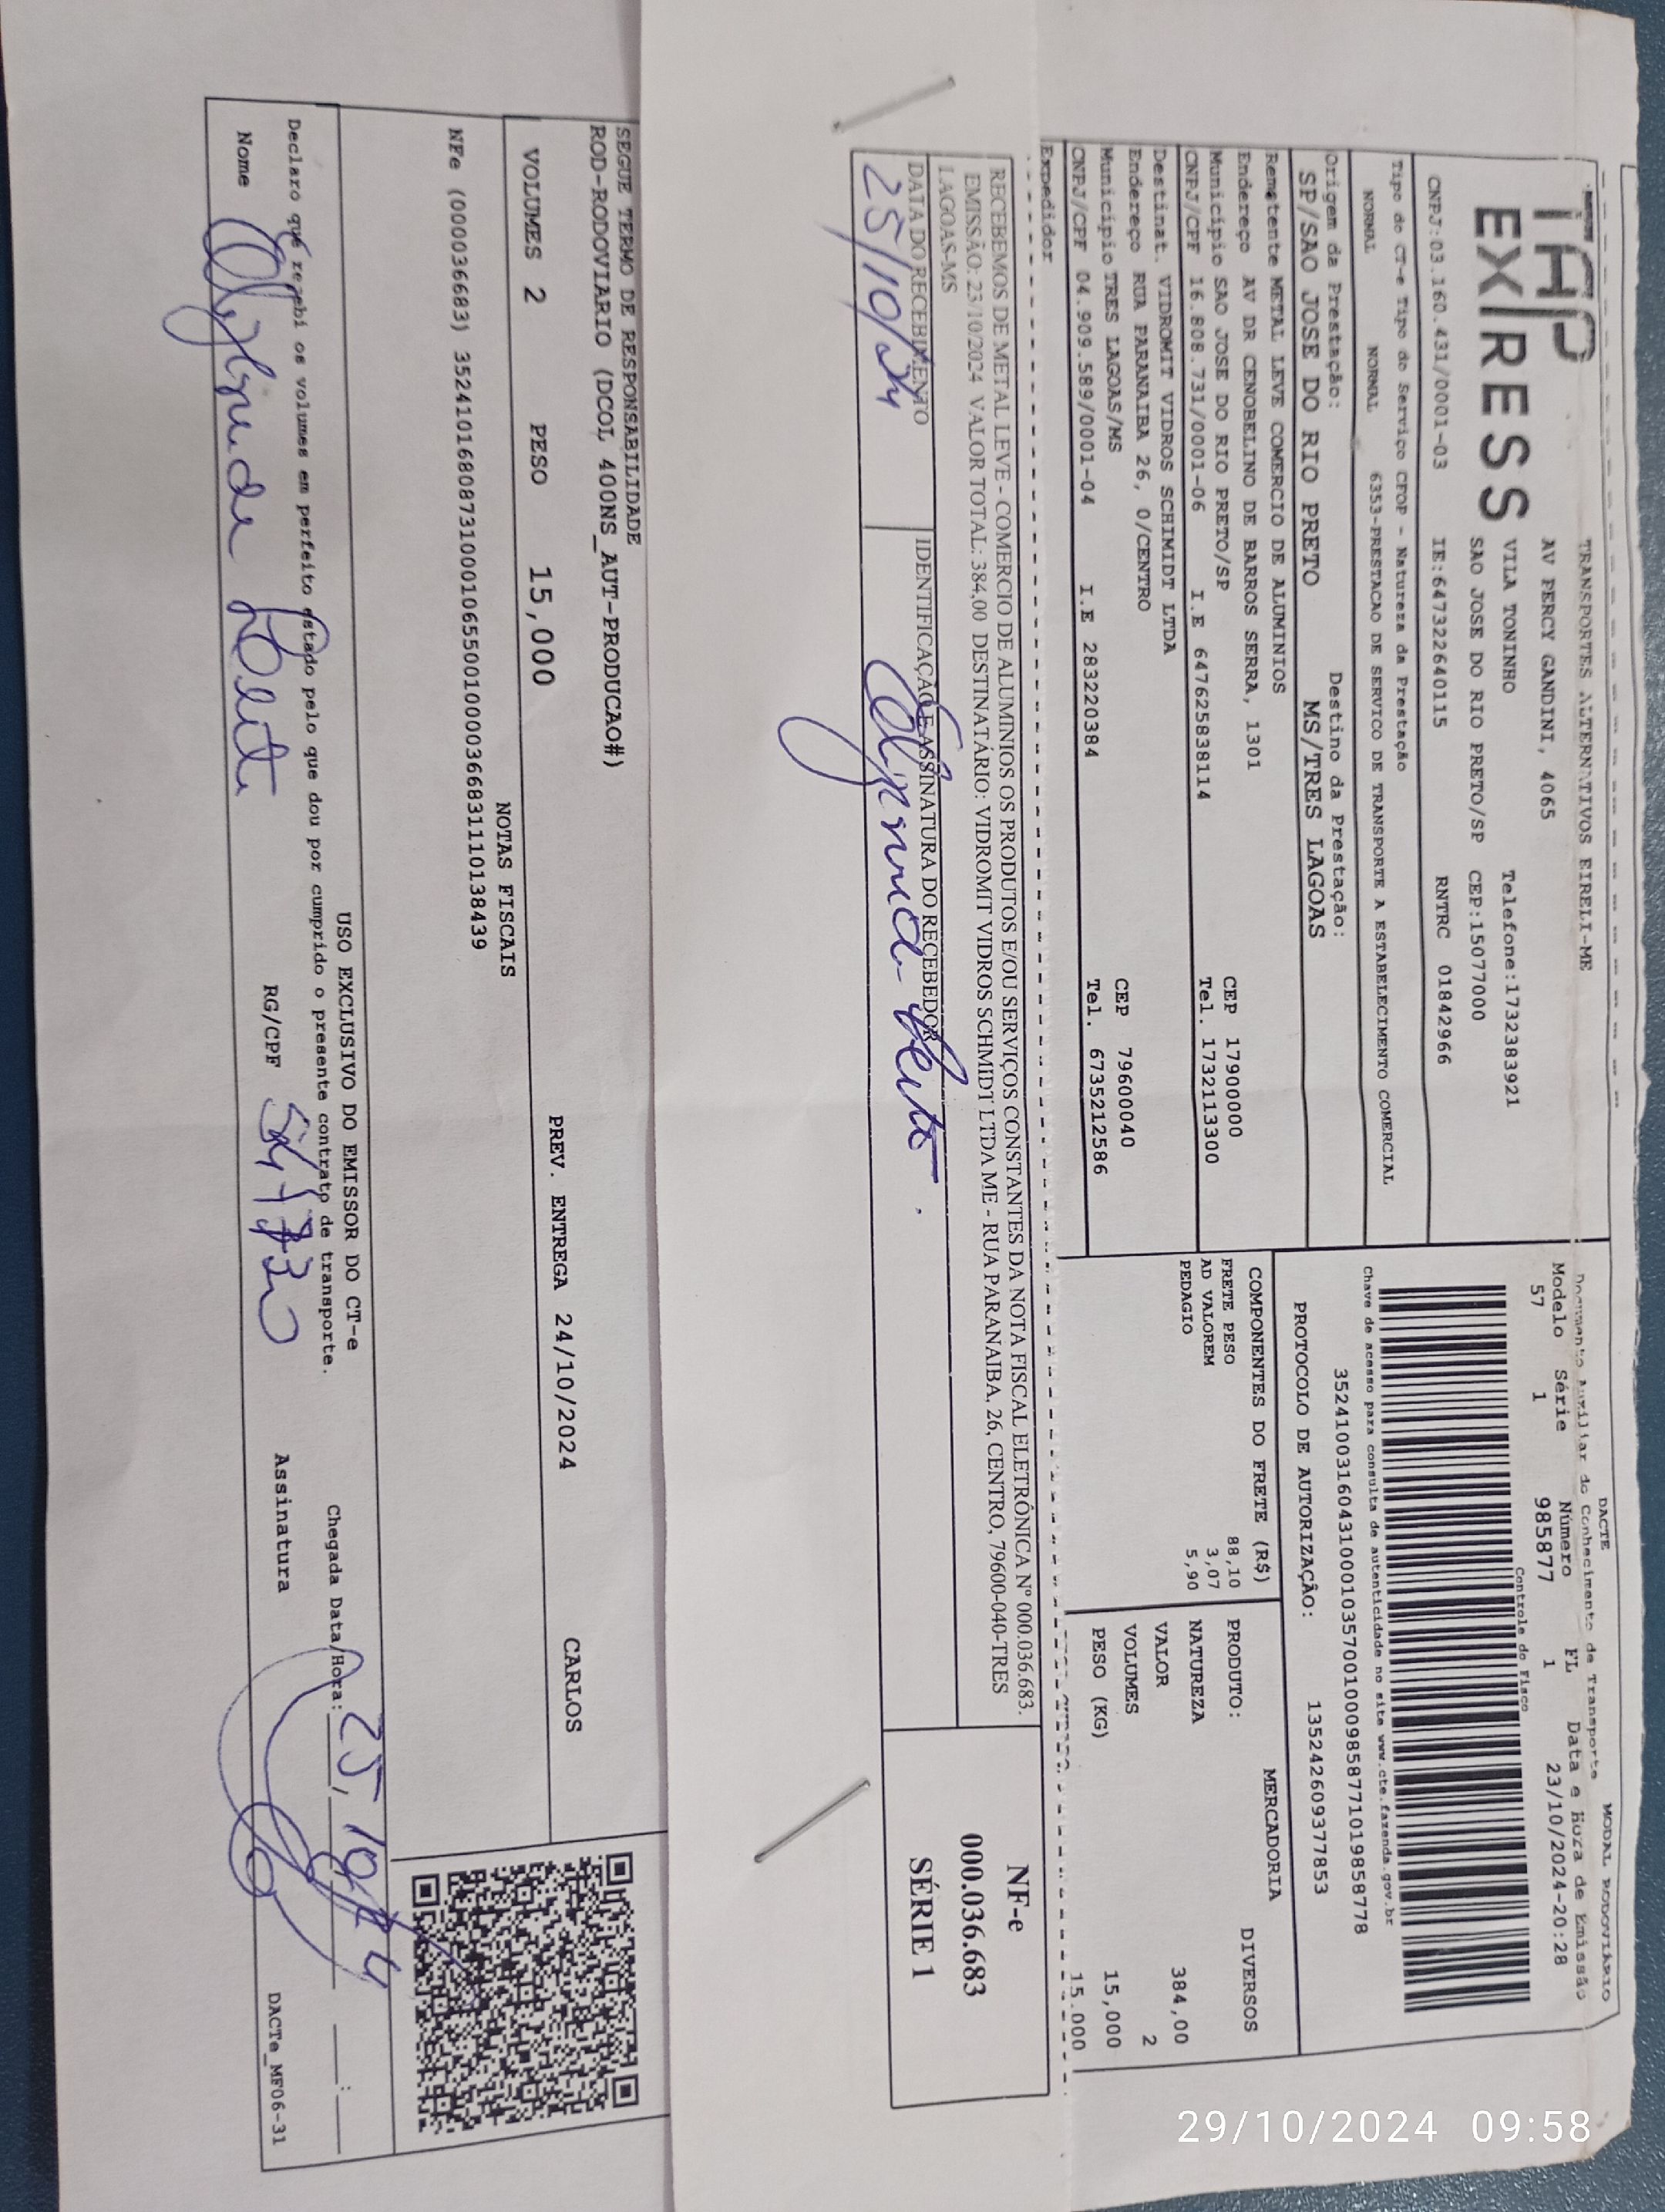 TAP
EXPRESS
TRANSPORTES ALTERNATIVOS EIRELI-ME
AV PERCY GANDINI, 4065
VILA TONINHO Telefone:1732383921
SAO JOSE DO RIO PRETO/SP CEP:15077000
CNPJ:03.160.431/0001-03 IE:647322640115 RNTRC 01842966
Tipo do CT-e Tipo do Serviço CFOP - Natureza da Prestação
NORMAL NORMAL 6353-PRESTACAO DE SERVICO DE TRANSPORTE A ESTABELECIMENTO COMERCIAL
Origem da Prestação: Destino da Prestação:
SP/SAO JOSE DO RIO PRETO MS/TRES LAGOAS
Remetente METAL LEVE COMERCIO DE ALUMINIOS
Endereço AV DR CENOBELINO DE BARROS SERRA, 1301
Município SAO JOSE DO RIO PRETO/SP CEP 17900000
CNPJ/CPF 16.808.731/0001-06 I.E 647625838114 Tel. 1732113300
Destinat. VIDROMIT VIDROS SCHIMIDT LTDA
Endereço RUA PARANAIBA 26, 0/CENTRO
Município TRES LAGOAS/MS CEP 79600040
CNPJ/CPF 04.909.589/0001-04 I.E 283220384 Tel. 6735212586
Expedidor
DACTE MODAL RODOVIÁRIO
Documento Auxiliar do Conhecimento de Transporte
Modelo Série Número FL Data e Hora de Emissão
57 1 985877 1 23/10/2024-20:28
Controle do Fisco
Chave de acesso para consulta de autenticidade no site www.cte.fazenda.gov.br
35241003160431000103570010009858771019858778
PROTOCOLO DE AUTORIZAÇÃO: 135242609377853
COMPONENTES DO FRETE (R$)
FRETE PESO 88,10
AD VALOREM 3,07
PEDAGIO 5,90
MERCADORIA
PRODUTO: DIVERSOS
NATUREZA
VALOR 384,00
VOLUMES 2
PESO (KG) 15,000
15.000
RECEBEMOS DE METAL LEVE - COMERCIO DE ALUMINIOS OS PRODUTOS E/OU SERVIÇOS CONSTANTES DA NOTA FISCAL ELETRÔNICA Nº 000.036.683.
EMISSÃO: 23/10/2024 VALOR TOTAL: 384,00 DESTINATÁRIO: VIDROMIT VIDROS SCHMIDT LTDA ME - RUA PARANAIBA, 26, CENTRO, 79600-040-TRES
LAGOAS-MS
DATA DO RECEBIMENTO IDENTIFICAÇÃO E ASSINATURA DO RECEBEDOR
25/10/24
NF-e
000.036.683
SÉRIE 1
SEGUE TERMO DE RESPONSABILIDADE
ROD-RODOVIARIO (DCOL 400NS_AUT-PRODUCAO#)
VOLUMES 2 PESO 15,000 PREV. ENTREGA 24/10/2024 CARLOS
NOTAS FISCAIS
NFe (000036683) 35241016808731000106550010000366831110138439
USO EXCLUSIVO DO EMISSOR DO CT-e
Declaro que recebi os volumes em perfeito estado pelo que dou por cumprido o presente contrato de transporte.
Chegada Data/Hora: 25, 10
Nome RG/CPF Assinatura
DACTe_MF06-31
29/10/2024 09:58